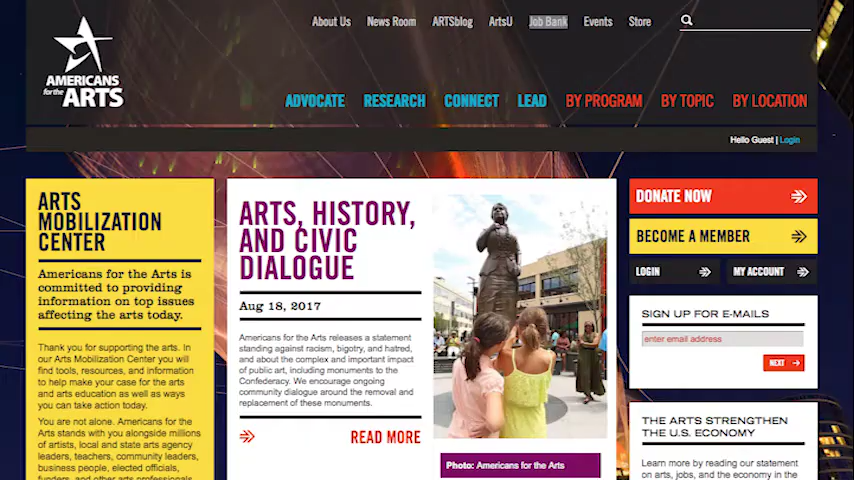 About Us News Room ARTSblog ArtsU Job Bank Events Store
AMERICANS
for the ARTS
ADVOCATE RESEARCH CONNECT LEAD BY PROGRAM BY TOPIC BY LOCATION
Hello Guest | Login
ARTS
MOBILIZATION
CENTER
Americans for the Arts is
committed to providing
information on top issues
affecting the arts today.
Thank you for supporting the arts. In
our Arts Mobilization Center you will
find tools, resources, and information
to help make your case for the arts
and arts education as well as ways
you can take action today.
You are not alone. Americans for the
Arts stands with you alongside millions
of artists, local and state arts agency
leaders, teachers, community leaders,
business people, elected officials,
funders, and other arts professionals
ARTS, HISTORY,
AND CIVIC
DIALOGUE
Aug 18, 2017
Americans for the Arts releases a statement
standing against racism, bigotry, and hatred,
and about the complex and important impact
of public art, including monuments to the
Confederacy. We encourage ongoing
community dialogue around the removal and
replacement of these monuments.
READ MORE
Photo: Americans for the Arts
DONATE NOW
BECOME A MEMBER
LOGIN MY ACCOUNT
SIGN UP FOR E-MAILS
enter email address
NEXT
THE ARTS STRENGTHEN
THE U.S. ECONOMY
Learn more by reading our statement
on arts, jobs, and the economy in the